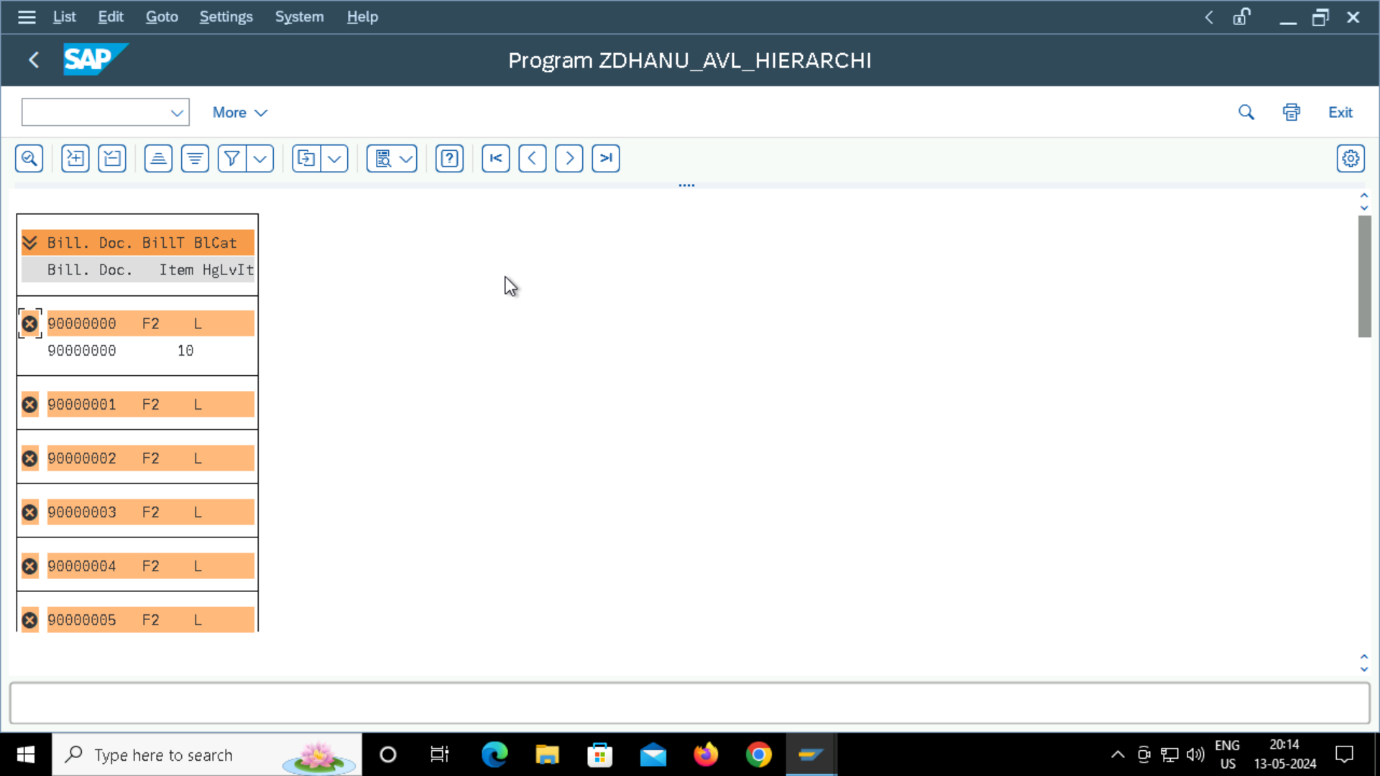 List Edit Goto Settings System Help
SAP Program ZDHANU_AVL_HIERARCHI
More Exit
Bill. Doc. BillT BlCat
Bill. Doc. Item HgLvIt
90000000 F2 L
90000000 10
90000001 F2 L
90000002 F2 L
90000003 F2 L
90000004 F2 L
90000005 F2 L
Type here to search
ENG
US
20:14
13-05-2024